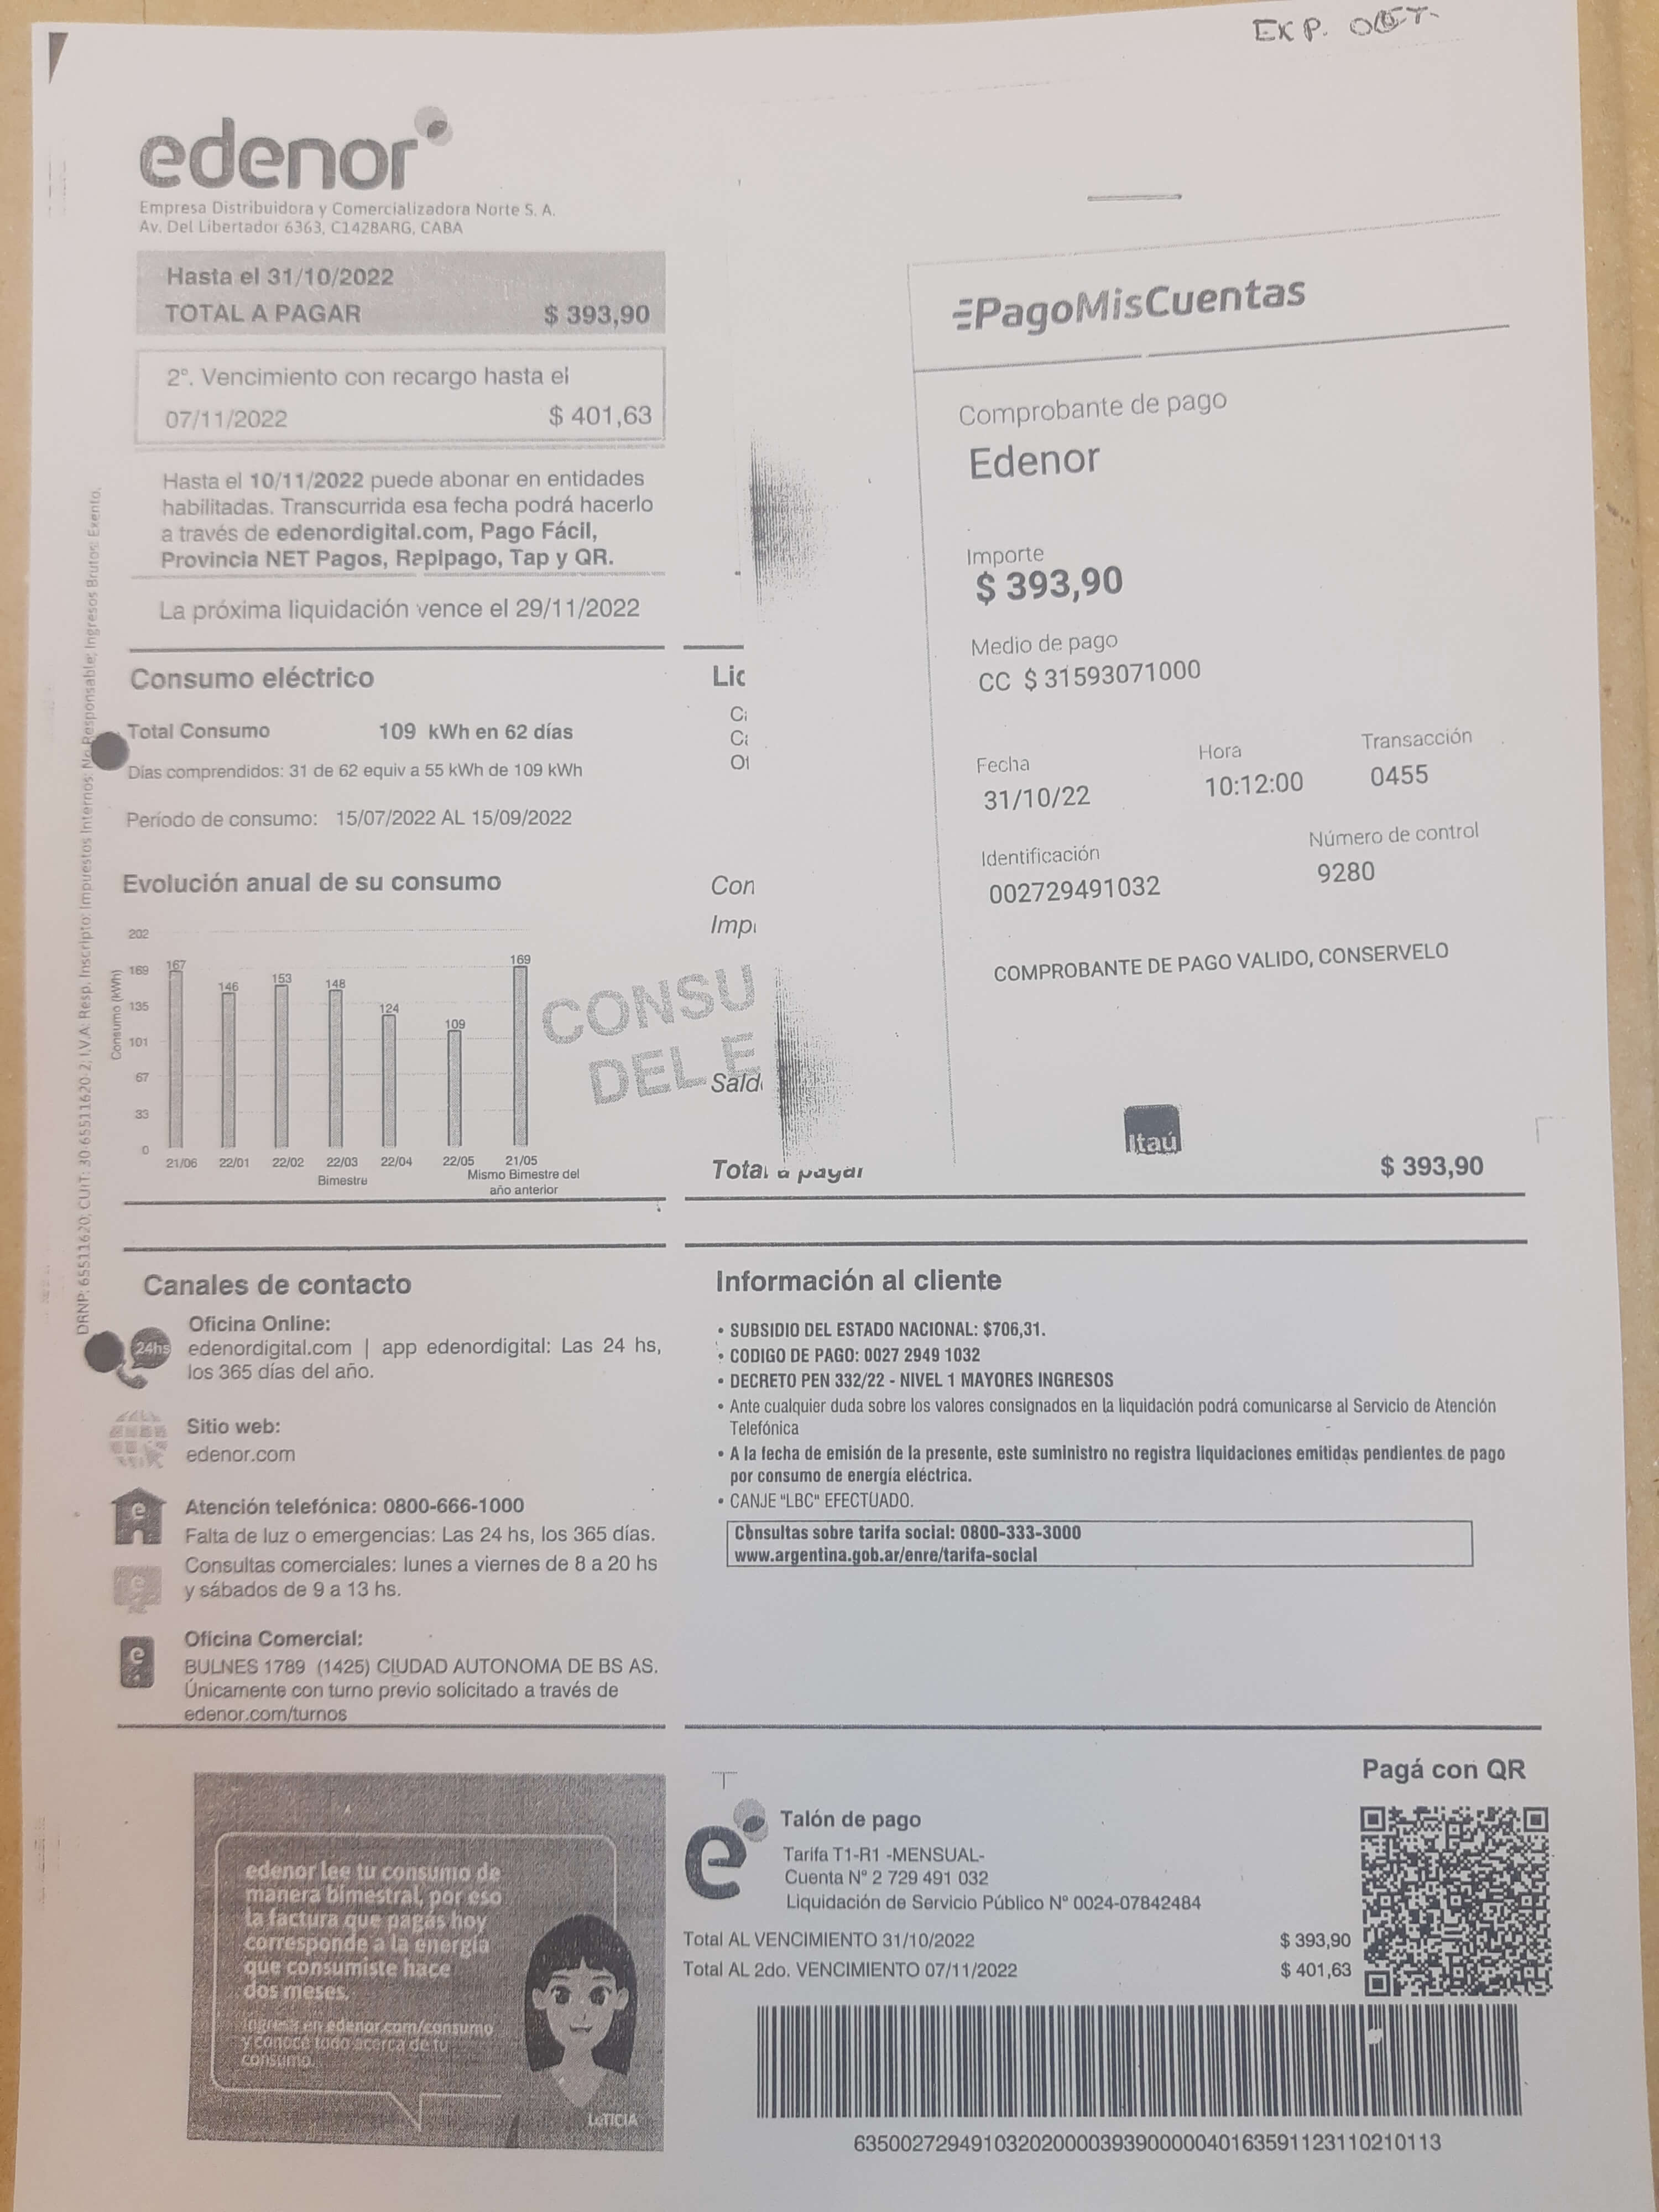 EXP. OCT.
edenor
Empresa Distribuidora y Comercializadora Norte S. A.
Av. Del Libertador 6363, C1428ARG, CABA
Hasta el 31/10/2022
TOTAL A PAGAR $ 393,90
2°. Vencimiento con recargo hasta el
07/11/2022 $ 401,63
Hasta el 10/11/2022 puede abonar en entidades
habilitadas. Transcurrida esa fecha podrá hacerlo
a través de edenordigital.com, Pago Fácil,
Provincia NET Pagos, Rapipago, Tap y QR.
La próxima liquidación vence el 29/11/2022
Consumo eléctrico
Total Consumo 109 kWh en 62 días
Días comprendidos: 31 de 62 equiv a 55 kWh de 109 kWh
Período de consumo: 15/07/2022 AL 15/09/2022
Evolución anual de su consumo
Consumo (kWh)
202
169
135
101
67
33
0
167
146
153
148
124
109
169
21/06 22/01 22/02 22/03 22/04 22/05 21/05
Bimestre
Mismo Bimestre del
año anterior
CONSU
DEL E
Lic
Ca
Ca
Ot
Con
Imp
Sald
Total a pagar $ 393,90
PagoMisCuentas
Comprobante de pago
Edenor
Importe
$ 393,90
Medio de pago
CC $ 31593071000
Fecha Hora Transacción
31/10/22 10:12:00 0455
Identificación Número de control
002729491032 9280
COMPROBANTE DE PAGO VALIDO, CONSERVELO
Itaú
DRNP: 65511620, CUIT: 30-65511620-2, I.V.A: Resp. Inscripto: Impuestos Internos: No Responsable; Ingresos Brutos: Exento.
Canales de contacto
24hs
Oficina Online:
edenordigital.com | app edenordigital: Las 24 hs,
los 365 días del año.
Sitio web:
edenor.com
Atención telefónica: 0800-666-1000
Falta de luz o emergencias: Las 24 hs, los 365 días.
Consultas comerciales: lunes a viernes de 8 a 20 hs
y sábados de 9 a 13 hs.
Oficina Comercial:
BULNES 1789 (1425) CIUDAD AUTONOMA DE BS AS.
Únicamente con turno previo solicitado a través de
edenor.com/turnos
Información al cliente
• SUBSIDIO DEL ESTADO NACIONAL: $706,31.
• CODIGO DE PAGO: 0027 2949 1032
• DECRETO PEN 332/22 - NIVEL 1 MAYORES INGRESOS
• Ante cualquier duda sobre los valores consignados en la liquidación podrá comunicarse al Servicio de Atención
Telefónica
• A la fecha de emisión de la presente, este suministro no registra liquidaciones emitidas pendientes de pago
por consumo de energía eléctrica.
• CANJE "LBC" EFECTUADO.
Consultas sobre tarifa social: 0800-333-3000
www.argentina.gob.ar/enre/tarifa-social
edenor lee tu consumo de
manera bimestral, por eso
la factura que pagás hoy
corresponde a la energía
que consumiste hace
dos meses.
Ingresá en edenor.com/consumo
y conocé todo acerca de tu
consumo.
LETICIA
Pagá con QR
e
Talón de pago
Tarifa T1-R1 -MENSUAL-
Cuenta Nº 2 729 491 032
Liquidación de Servicio Público Nº 0024-07842484
Total AL VENCIMIENTO 31/10/2022 $ 393,90
Total AL 2do. VENCIMIENTO 07/11/2022 $ 401,63
6350027294910320200003939000004016359112311021​0113